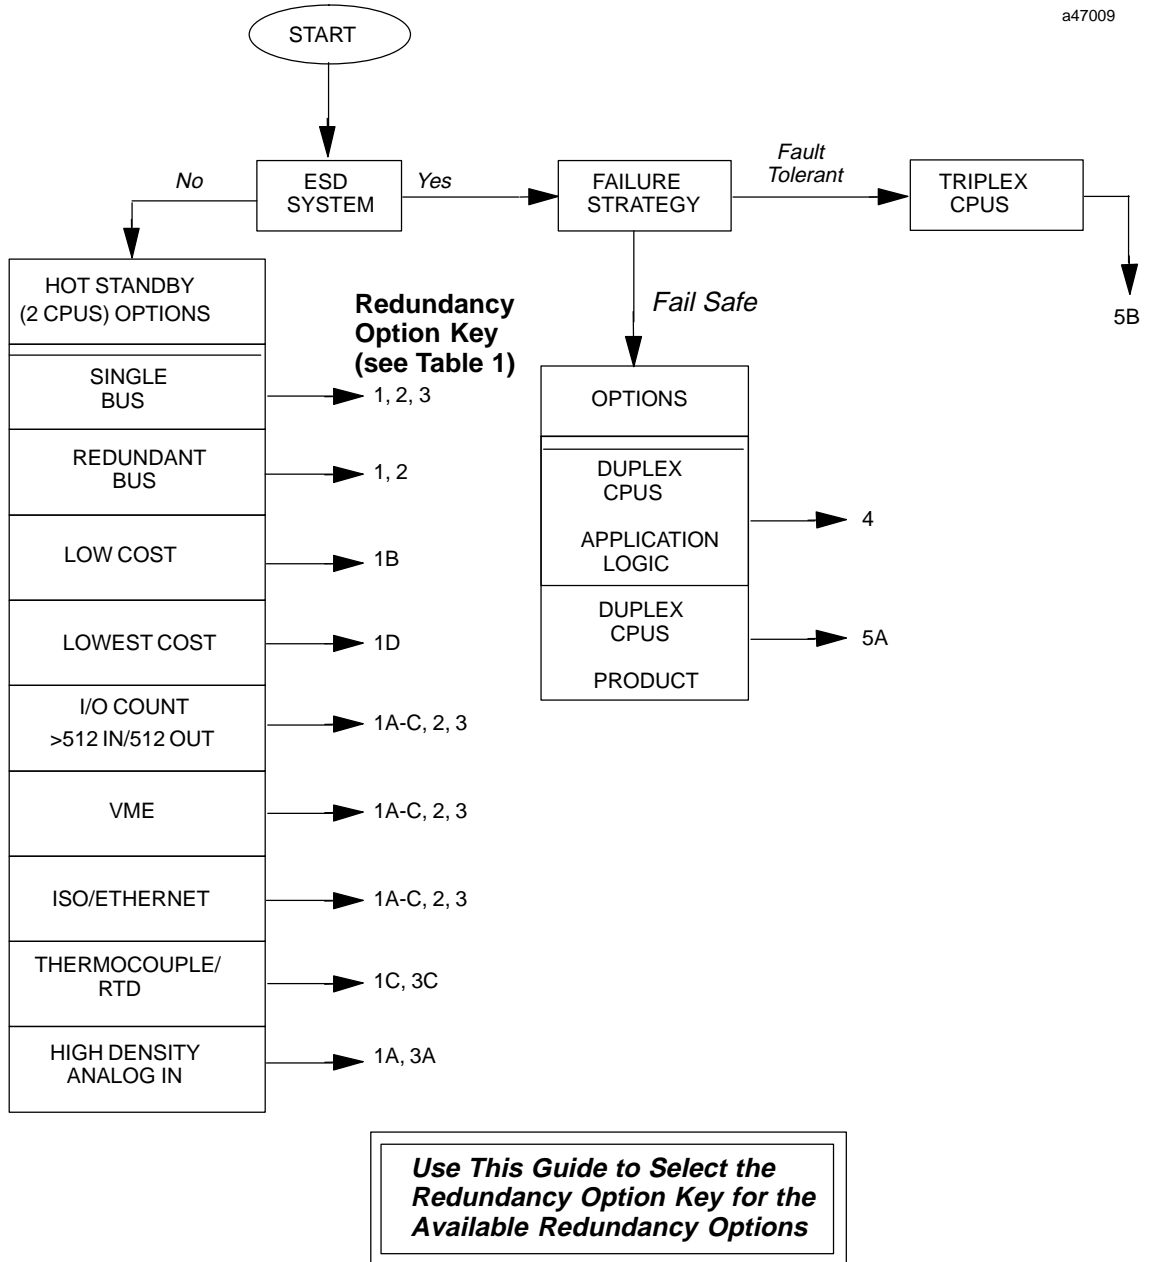 a47009
START
No
ESD
SYSTEM
Yes
FAILURE
STRATEGY
Fault
Tolerant
TRIPLEX
CPUS
5B
HOT STANDBY
(2 CPUS) OPTIONS
Redundancy
Option Key
(see Table 1)
SINGLE
BUS
1, 2, 3
REDUNDANT
BUS
1, 2
LOW COST
1B
LOWEST COST
1D
I/O COUNT
>512 IN/512 OUT
1A-C, 2, 3
VME
1A-C, 2, 3
ISO/ETHERNET
1A-C, 2, 3
THERMOCOUPLE/
RTD
1C, 3C
HIGH DENSITY
ANALOG IN
1A, 3A
Fail Safe
OPTIONS
DUPLEX
CPUS
APPLICATION
LOGIC
4
DUPLEX
CPUS
PRODUCT
5A
Use This Guide to Select the
Redundancy Option Key for the
Available Redundancy Options